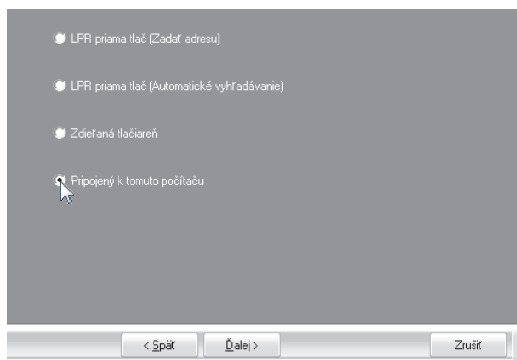 LPR priama tlač (Zadať adresu)
LPR priama tlač (Automatické vyhľadávanie)
Zdieľaná tlačiareň
Pripojený k tomuto počítaču
< Späť Ďalej > Zrušiť